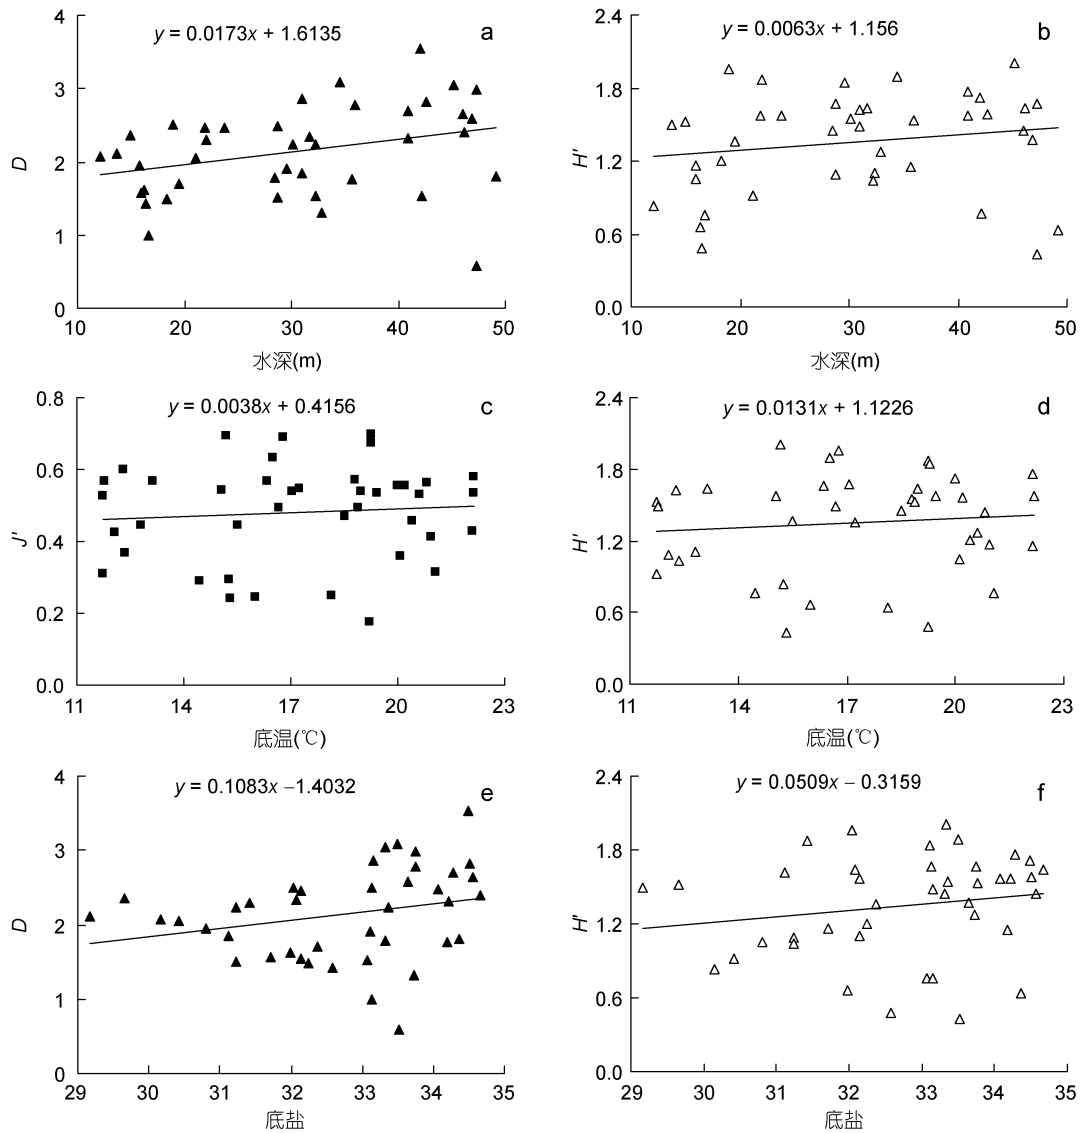 y = 0.0173x + 1.6135
a
4
3
2
1
0
D
10 20 30 40 50
水深(m)
y = 0.0063x + 1.156
b
2.4
1.8
1.2
0.6
0.0
H′
10 20 30 40 50
水深(m)
y = 0.0038x + 0.4156
c
0.8
0.6
0.4
0.2
0.0
J′
11 14 17 20 23
底温(℃)
y = 0.0131x + 1.1226
d
2.4
1.8
1.2
0.6
0.0
H′
11 14 17 20 23
底温(℃)
y = 0.1083x −1.4032
e
4
3
2
1
0
D
29 30 31 32 33 34 35
底盐
y = 0.0509x − 0.3159
f
2.4
1.8
1.2
0.6
0.0
H′
29 30 31 32 33 34 35
底盐